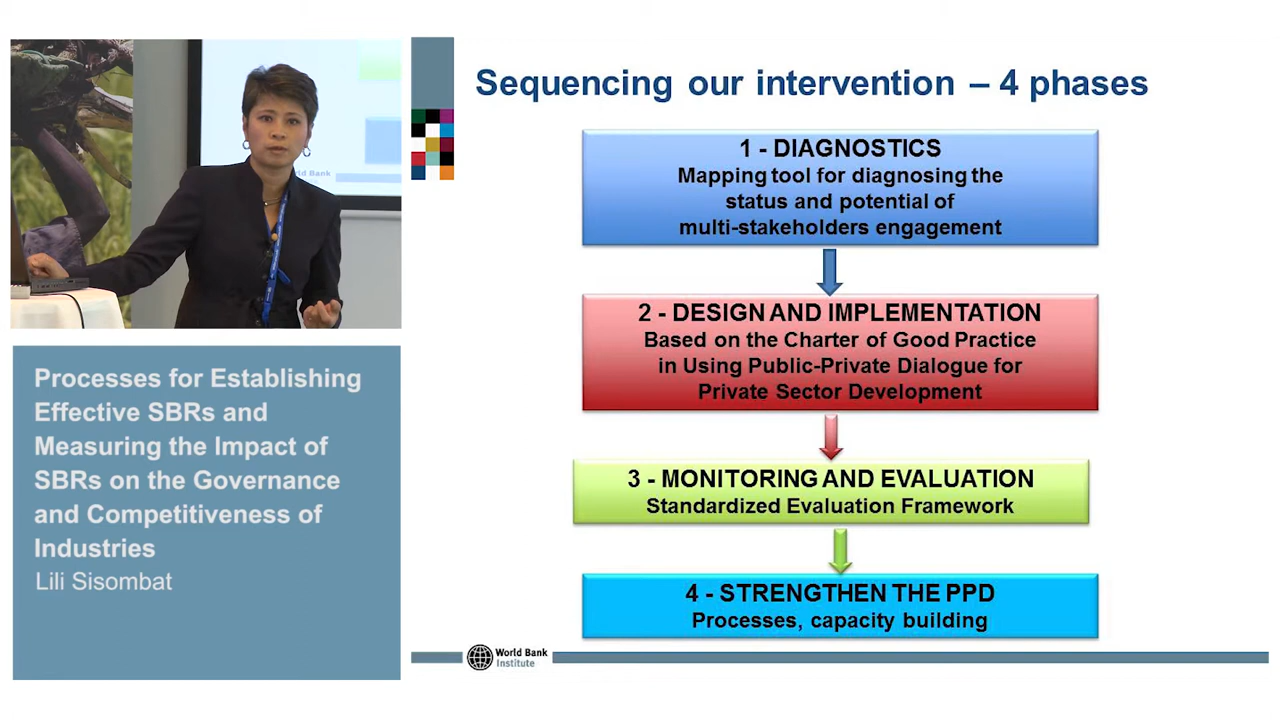 Sequencing our intervention – 4 phases
1 - DIAGNOSTICS
Mapping tool for diagnosing the
status and potential of
multi-stakeholders engagement
2 - DESIGN AND IMPLEMENTATION
Based on the Charter of Good Practice
in Using Public-Private Dialogue for
Private Sector Development
3 - MONITORING AND EVALUATION
Standardized Evaluation Framework
4 - STRENGTHEN THE PPD
Processes, capacity building
World Bank
Institute
rld Bank
Processes for Establishing
Effective SBRs and
Measuring the Impact of
SBRs on the Governance
and Competitiveness of
Industries
Lili Sisombat